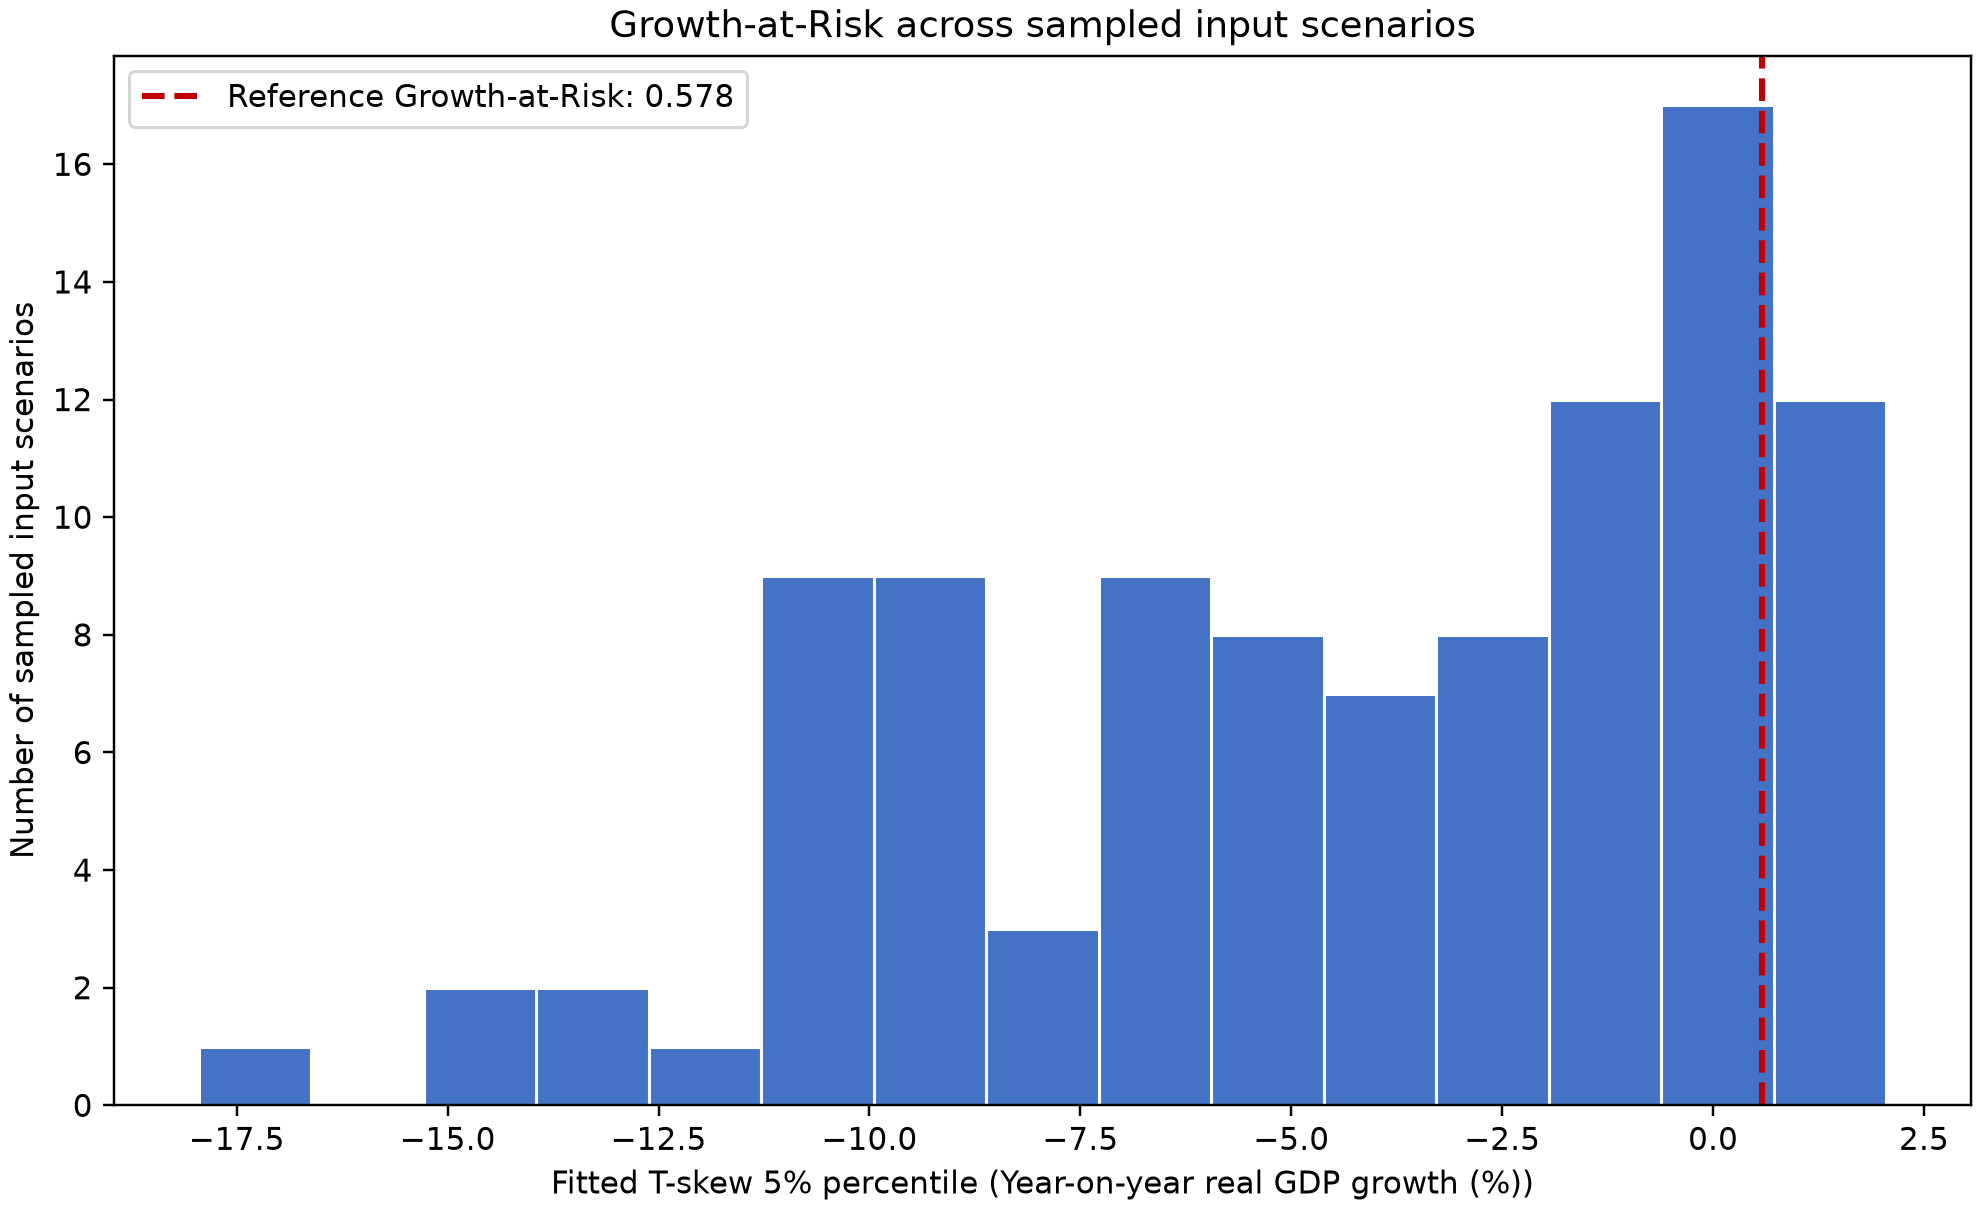 Growth-at-Risk across sampled input scenarios
Reference Growth-at-Risk: 0.578
Number of sampled input scenarios
16
14
12
10
8
6
4
2
0
−17.5 −15.0 −12.5 −10.0 −7.5 −5.0 −2.5 0.0 2.5
Fitted T-skew 5% percentile (Year-on-year real GDP growth (%))